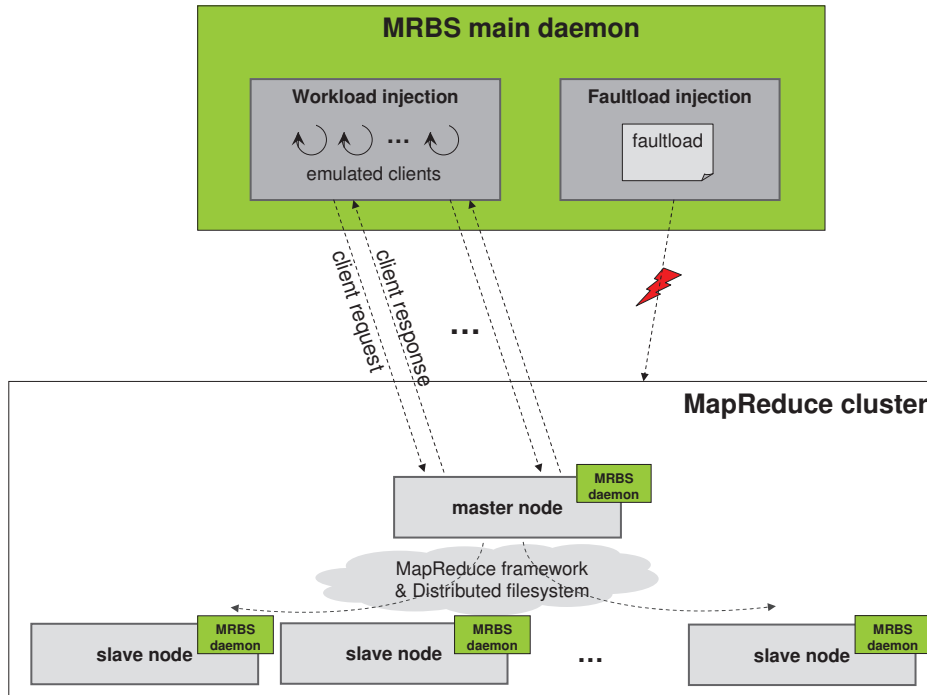 MRBS main daemon
Workload injection
...
emulated clients
Faultload injection
faultload
client request
client response
...
MapReduce cluster
MRBS
daemon
master node
MapReduce framework
& Distributed filesystem
MRBS
daemon
slave node
MRBS
daemon
slave node
...
MRBS
daemon
slave node